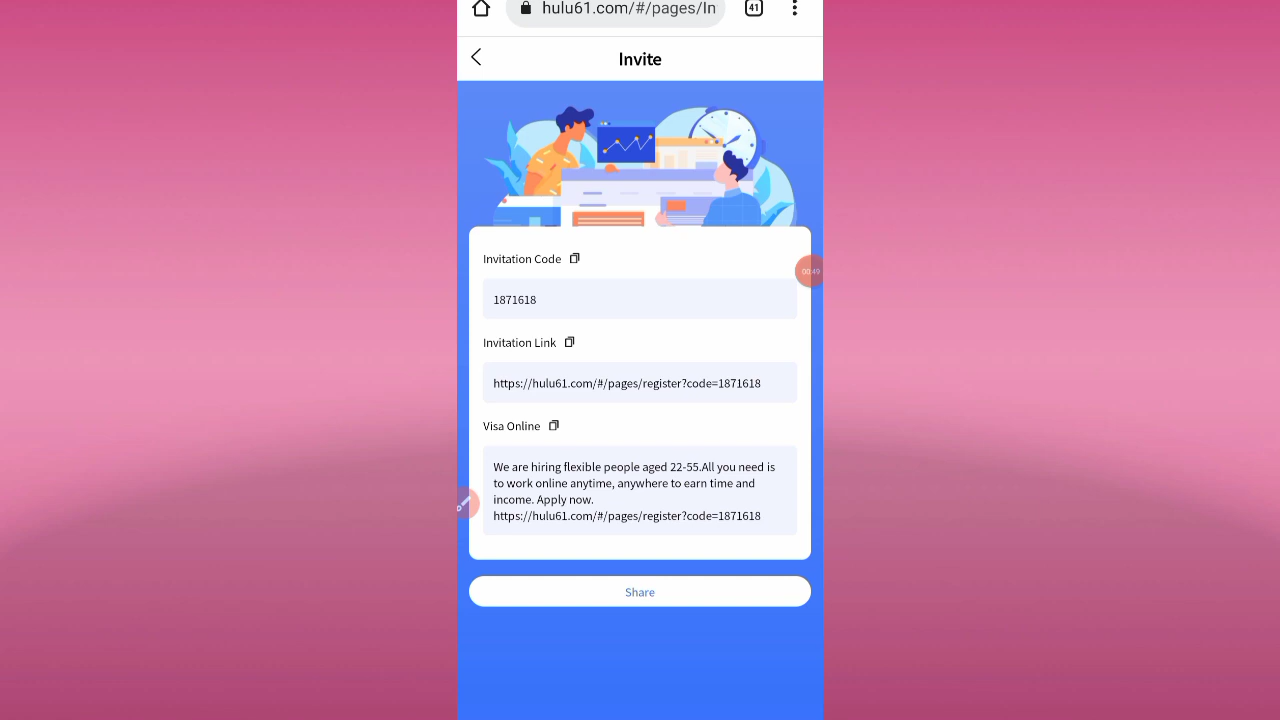 hulu61.com/#/pages/In
41
Invite
Invitation Code
1871618
00:49
Invitation Link
https://hulu61.com/#/pages/register?code=1871618
Visa Online
We are hiring flexible people aged 22-55.All you need is
to work online anytime, anywhere to earn time and
income. Apply now.
https://hulu61.com/#/pages/register?code=1871618
Share